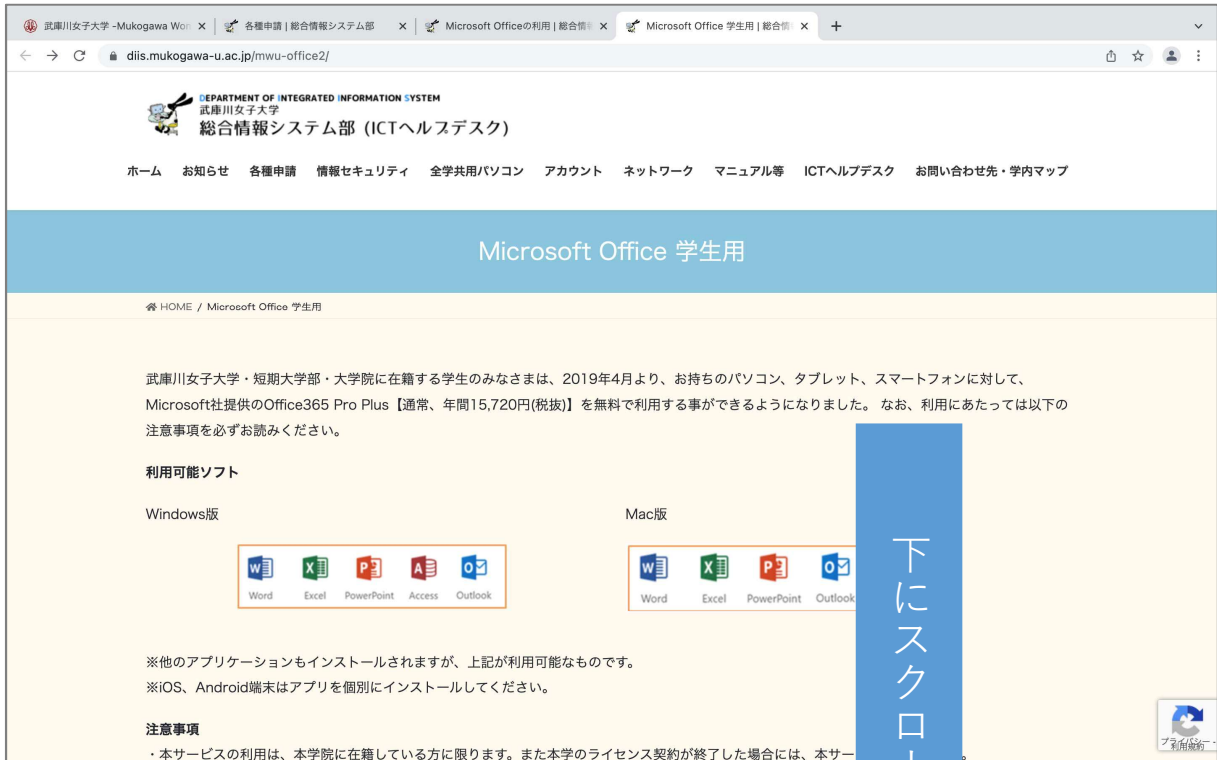 武庫川女子大学 -Mukogawa Won
各種申請 | 総合情報システム部
Microsoft Officeの利用 | 総合情
Microsoft Office 学生用 | 総合情
diis.mukogawa-u.ac.jp/mwu-office2/
DEPARTMENT OF INTEGRATED INFORMATION SYSTEM
武庫川女子大学
総合情報システム部 (ICTヘルプデスク)
ホーム お知らせ 各種申請 情報セキュリティ 全学共用パソコン アカウント ネットワーク マニュアル等 ICTヘルプデスク お問い合わせ先・学内マップ
Microsoft Office 学生用
HOME / Microsoft Office 学生用
武庫川女子大学・短期大学部・大学院に在籍する学生のみなさまは、2019年4月より、お持ちのパソコン、タブレット、スマートフォンに対して、
Microsoft社提供のOffice365 Pro Plus【通常、年間15,720円(税抜)】を無料で利用する事ができるようになりました。 なお、利用にあたっては以下の
注意事項を必ずお読みください。
利用可能ソフト
Windows版
Mac版
Word Excel PowerPoint Access Outlook
Word Excel PowerPoint Outlook
※他のアプリケーションもインストールされますが、上記が利用可能なものです。
※iOS、Android端末はアプリを個別にインストールしてください。
注意事項
・本サービスの利用は、本学院に在籍している方に限ります。また本学のライセンス契約が終了した場合には、本サー
下にスクロ
プライバシー -
利用規約